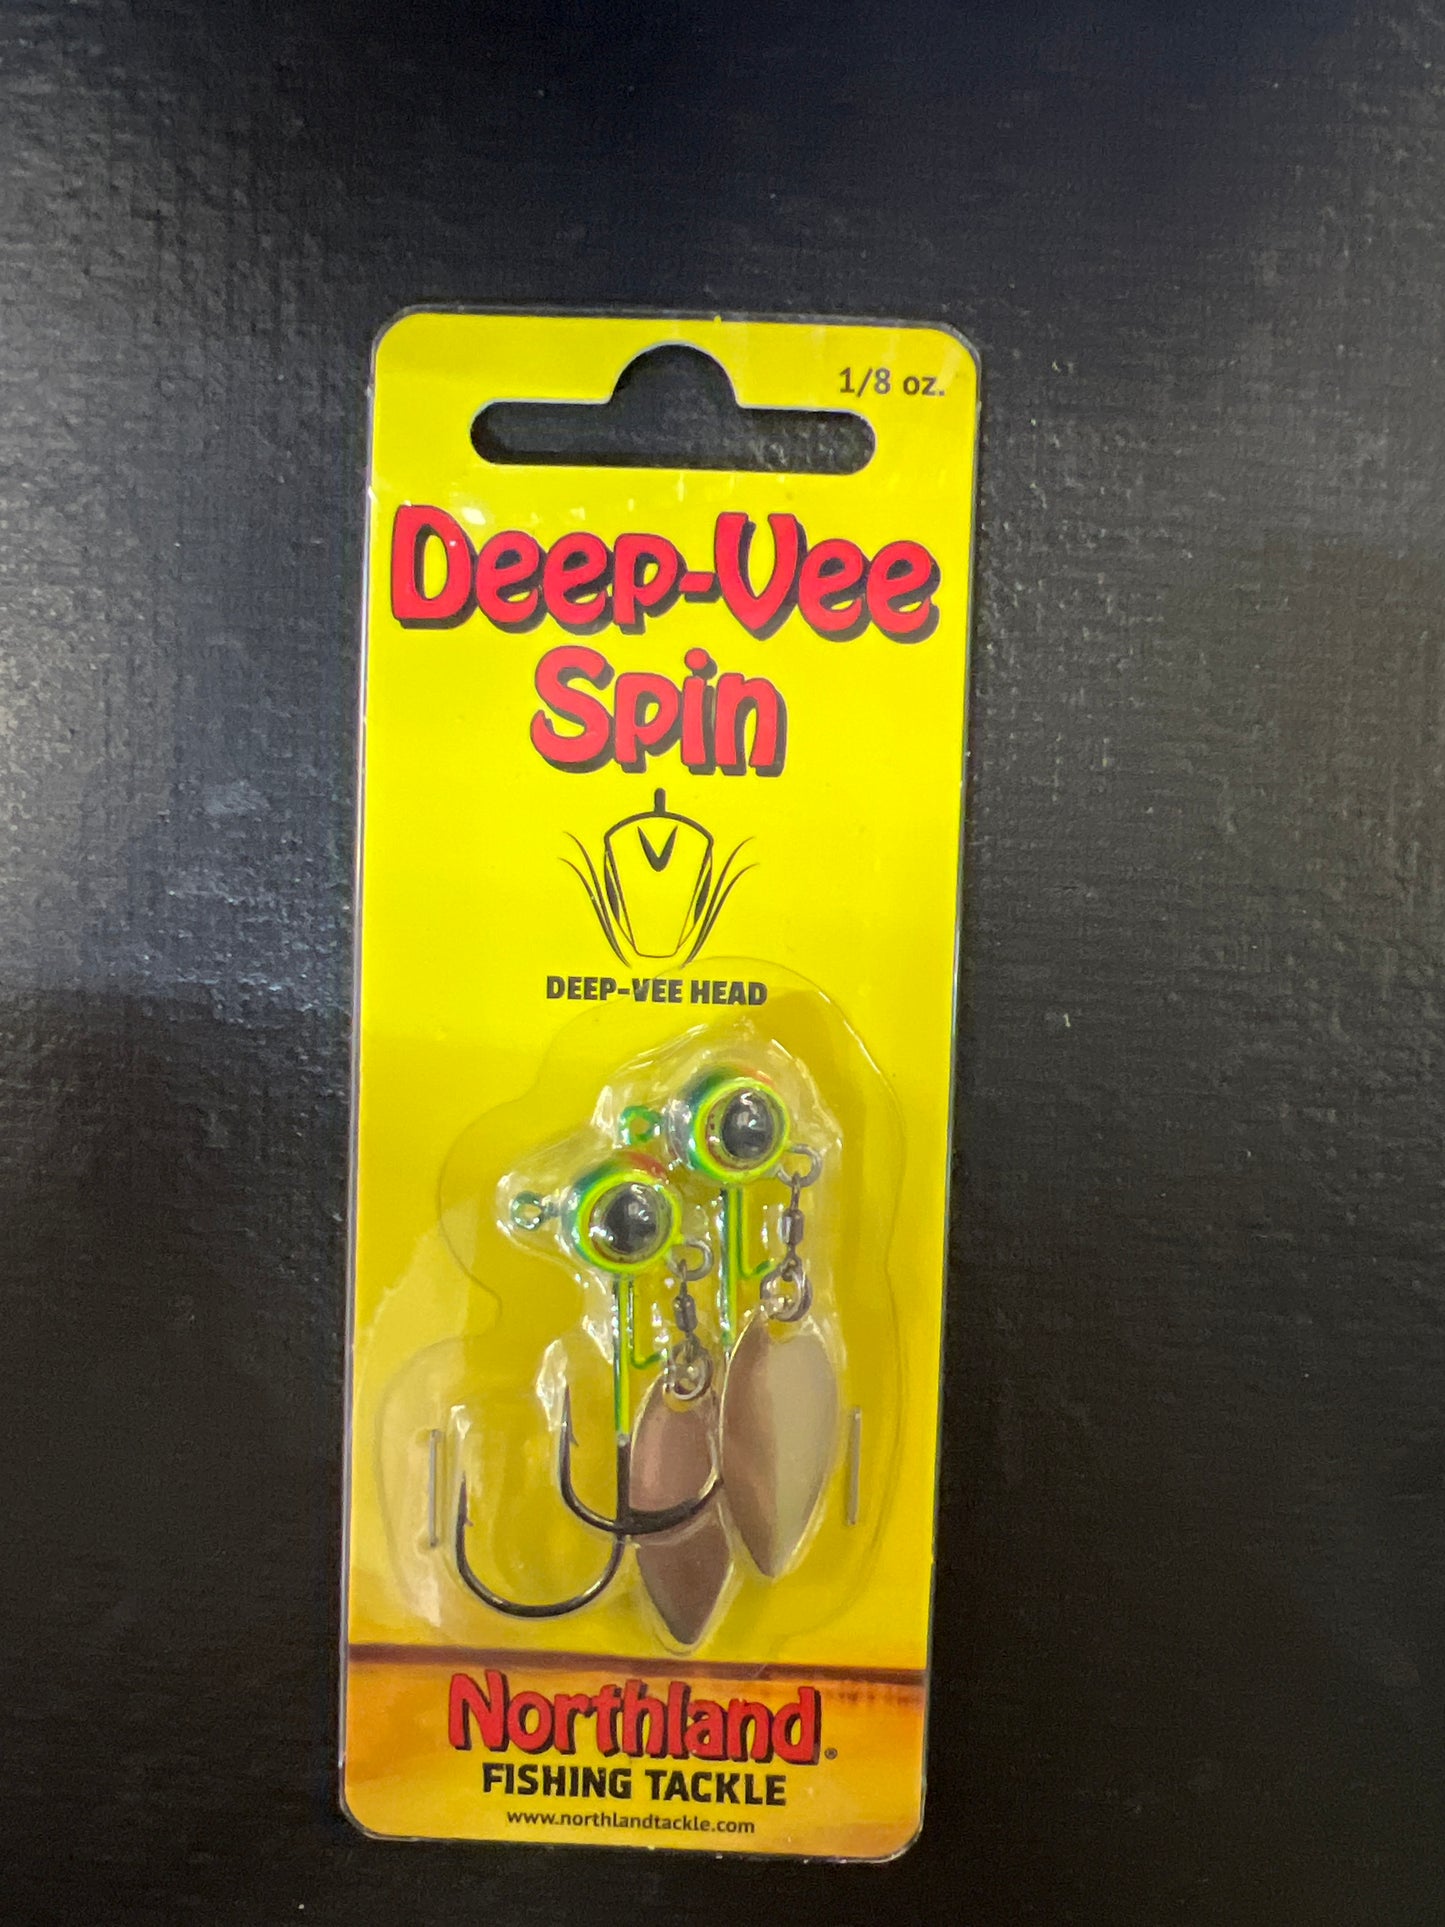 1/8 oz.
Deep-Vee
Spin
DEEP-VEE HEAD
Northland®
FISHING TACKLE
www.northlandtackle.com